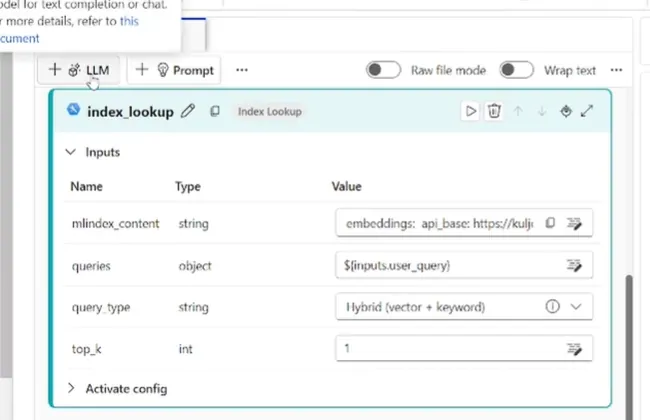 odel for text completion or chat.
r more details, refer to this
cument
+ LLM
+ Prompt
...
Raw file mode
Wrap text
...
index_lookup
Index Lookup
Inputs
Name Type Value
mlindex_content string embeddings: api_base: https://kulju
queries object ${inputs.user_query}
query_type string Hybrid (vector + keyword)
top_k int 1
Activate config